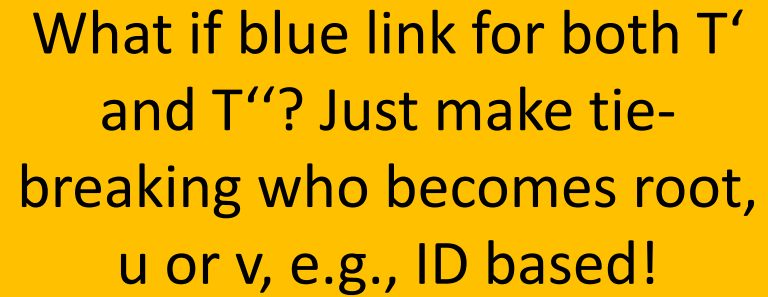 What if blue link for both T‘
and T‘‘? Just make tie-
breaking who becomes root,
u or v, e.g., ID based!